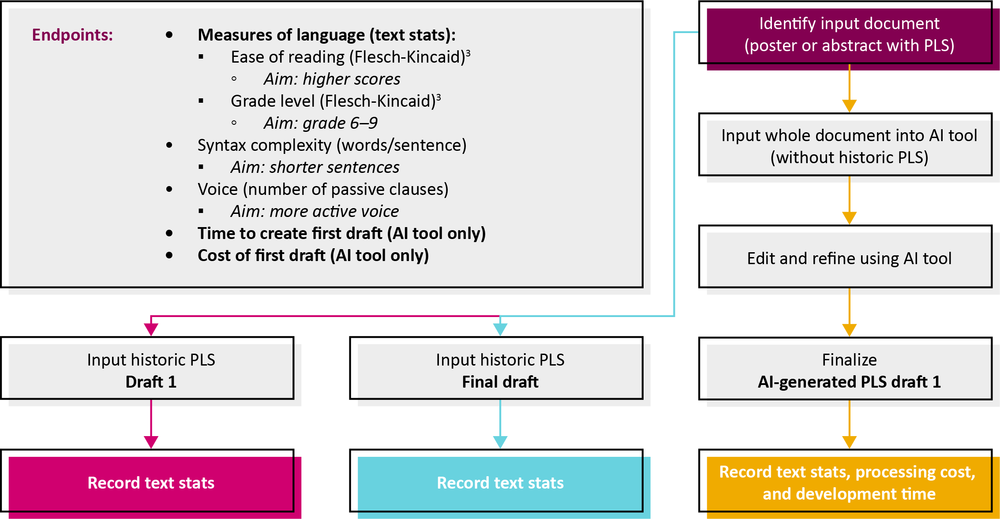 Endpoints:
• Measures of language (text stats):
▪ Ease of reading (Flesch-Kincaid)³
◦ Aim: higher scores
▪ Grade level (Flesch-Kincaid)³
◦ Aim: grade 6–9
• Syntax complexity (words/sentence)
▪ Aim: shorter sentences
• Voice (number of passive clauses)
▪ Aim: more active voice
• Time to create first draft (AI tool only)
• Cost of first draft (AI tool only)
Identify input document
(poster or abstract with PLS)
Input whole document into AI tool
(without historic PLS)
Edit and refine using AI tool
Input historic PLS
Draft 1
Input historic PLS
Final draft
Finalize
AI-generated PLS draft 1
Record text stats
Record text stats
Record text stats, processing cost,
and development time